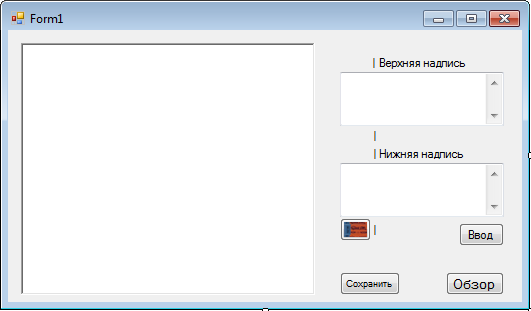 Form1
Верхняя надпись
Нижняя надпись
Ввод
Сохранить
Обзор